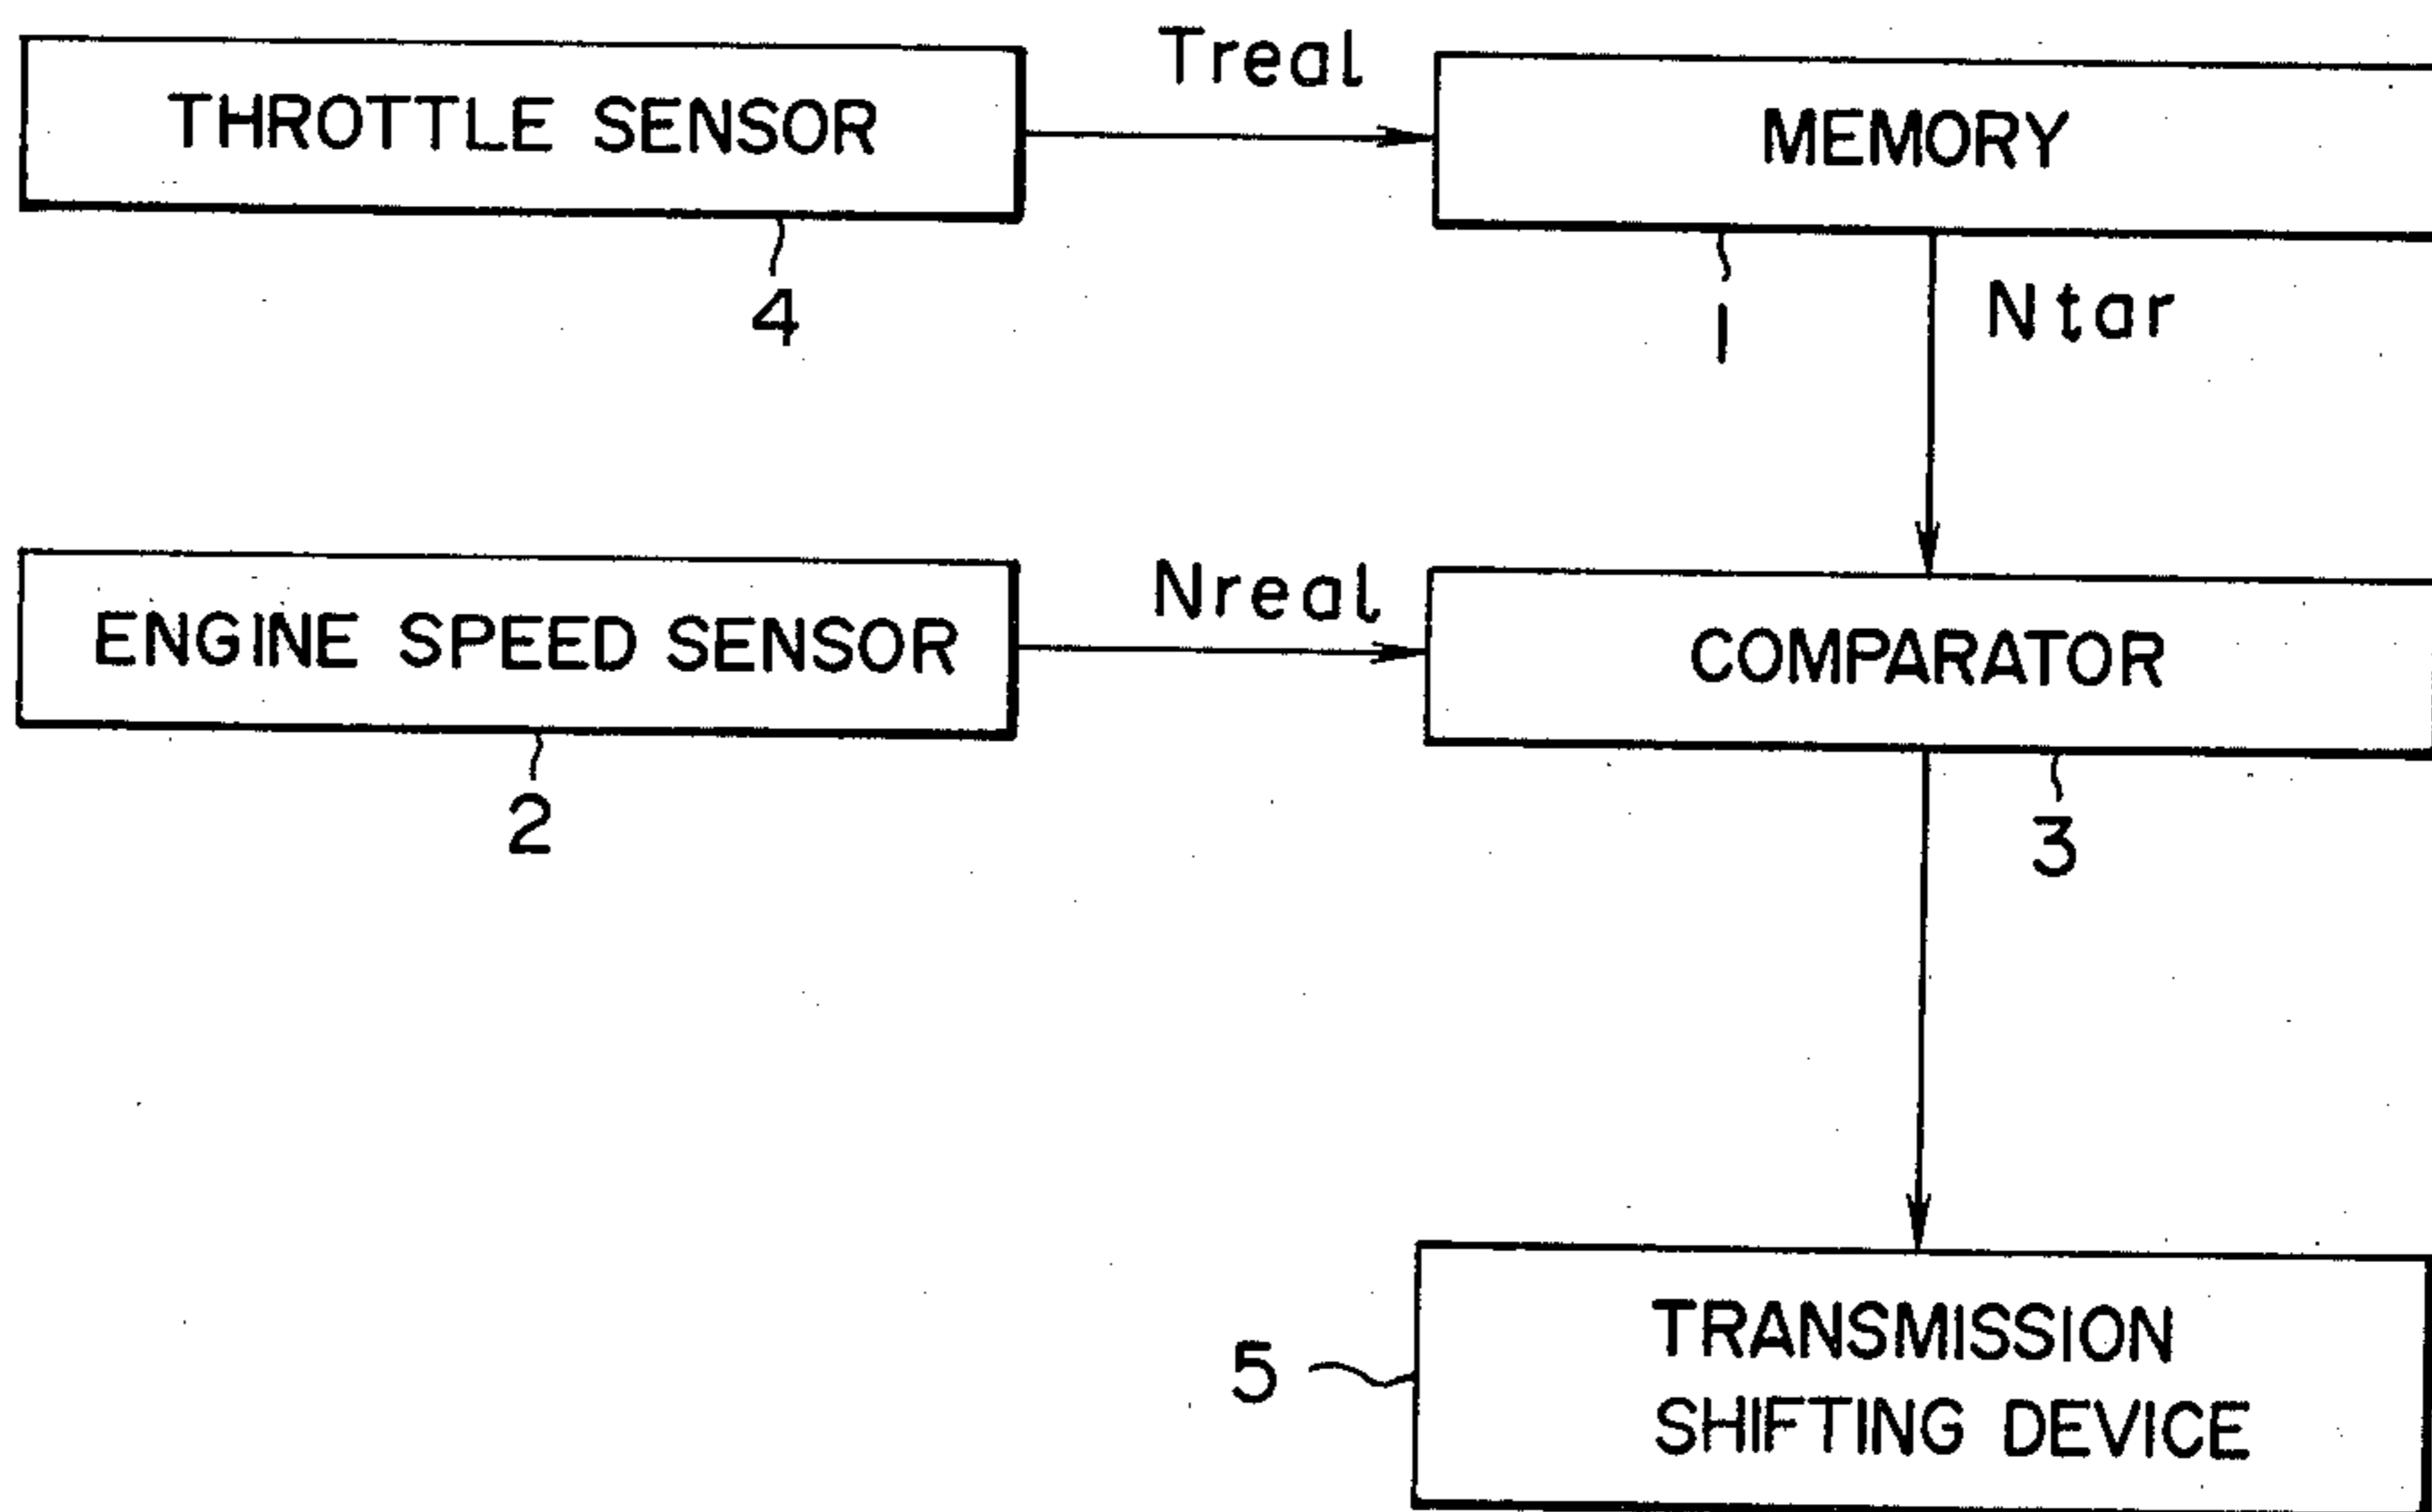 THROTTLE SENSOR
Treal
MEMORY
4
1
Ntar
ENGINE SPEED SENSOR
Nreal
COMPARATOR
2
3
5
TRANSMISSION
SHIFTING DEVICE